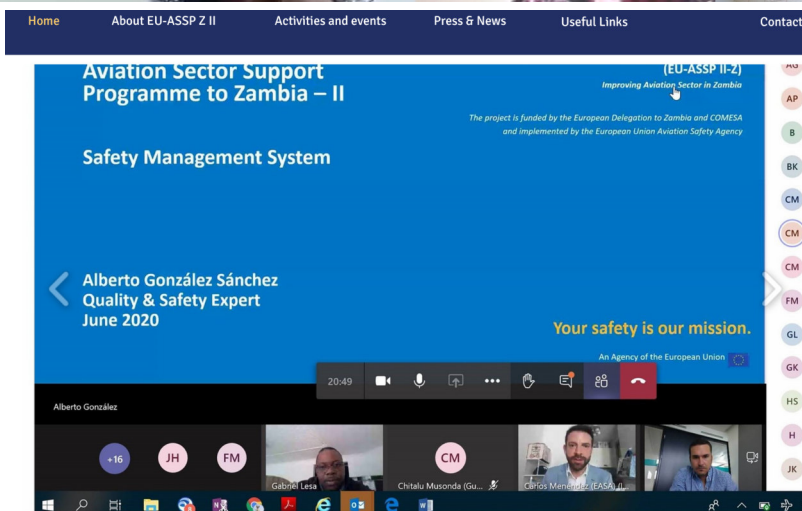 Home About EU-ASSP Z II Activities and events Press & News Useful Links Contact
Aviation Sector Support
Programme to Zambia – II
(EU-ASSP II-Z)
Improving Aviation Sector in Zambia
The project is funded by the European Delegation to Zambia and COMESA
and implemented by the European Union Aviation Safety Agency
Safety Management System
Alberto González Sánchez
Quality & Safety Expert
June 2020
Your safety is our mission.
An Agency of the European Union
20:49
Alberto González
+16 JH FM CM
Gabriel Lesa
Chitalu Musonda (Gu...
Carlos Menéndez (EASA)
AG
AP
B
BK
CM
CM
CM
FM
GL
GK
HS
H
JK